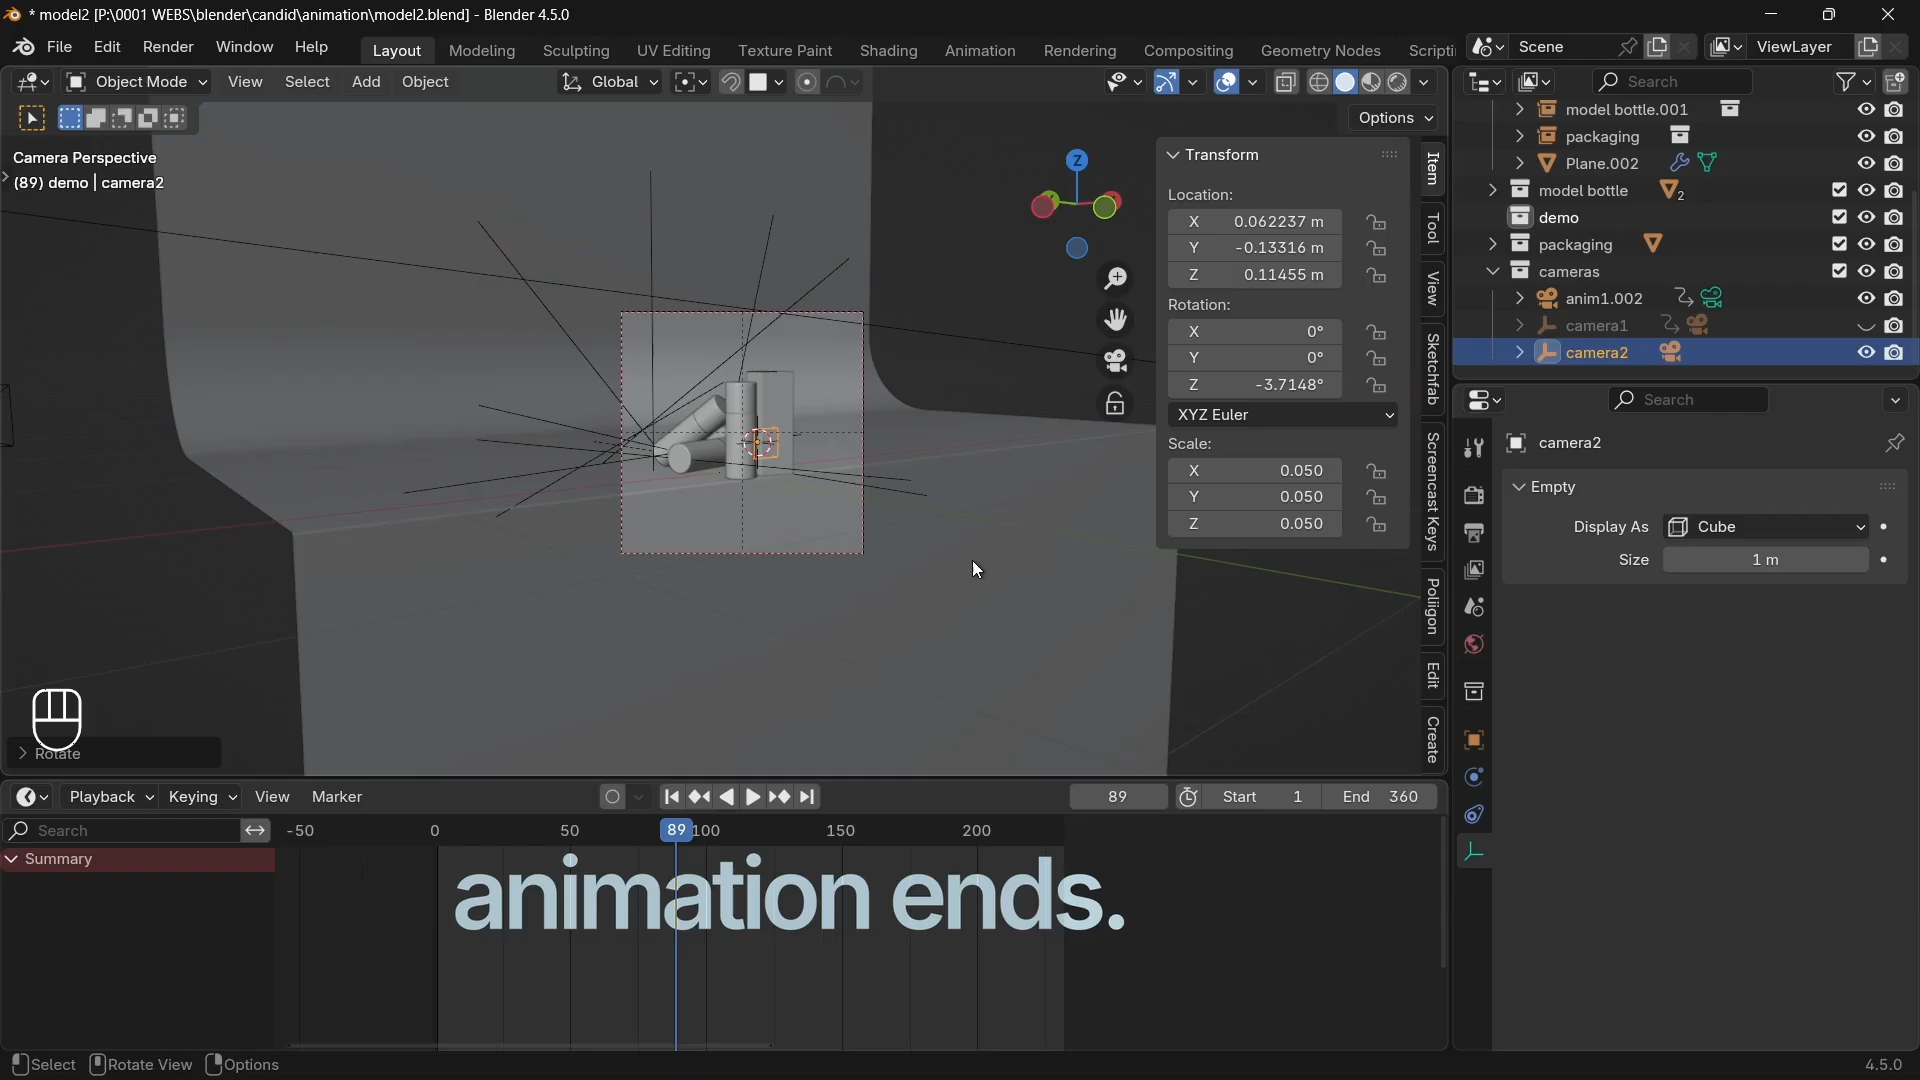 * model2 [P:\0001 WEBS\blender\candid\animation\model2.blend] - Blender 4.5.0
File Edit Render Window Help Layout Modeling Sculpting UV Editing Texture Paint Shading Animation Rendering Compositing Geometry Nodes Scripti Scene ViewLayer
Object Mode View Select Add Object Global Search
Options
Camera Perspective
(89) demo | camera2
Z
Transform
Location:
X 0.062237 m
Y -0.13316 m
Z 0.11455 m
Rotation:
X 0°
Y 0°
Z -3.7148°
XYZ Euler
Scale:
X 0.050
Y 0.050
Z 0.050
Item
Tool
View
Sketchfab
Screencast Keys
Poliigon
Edit
Create
model bottle.001
packaging
Plane.002
model bottle 2
demo
packaging
cameras
anim1.002
camera1
camera2
Search
camera2
Empty
Display As Cube
Size 1 m
Rotate
Playback Keying View Marker 89 Start 1 End 360
Search -50 0 50 89 100 150 200
Summary
animation ends.
Select Rotate View Options 4.5.0